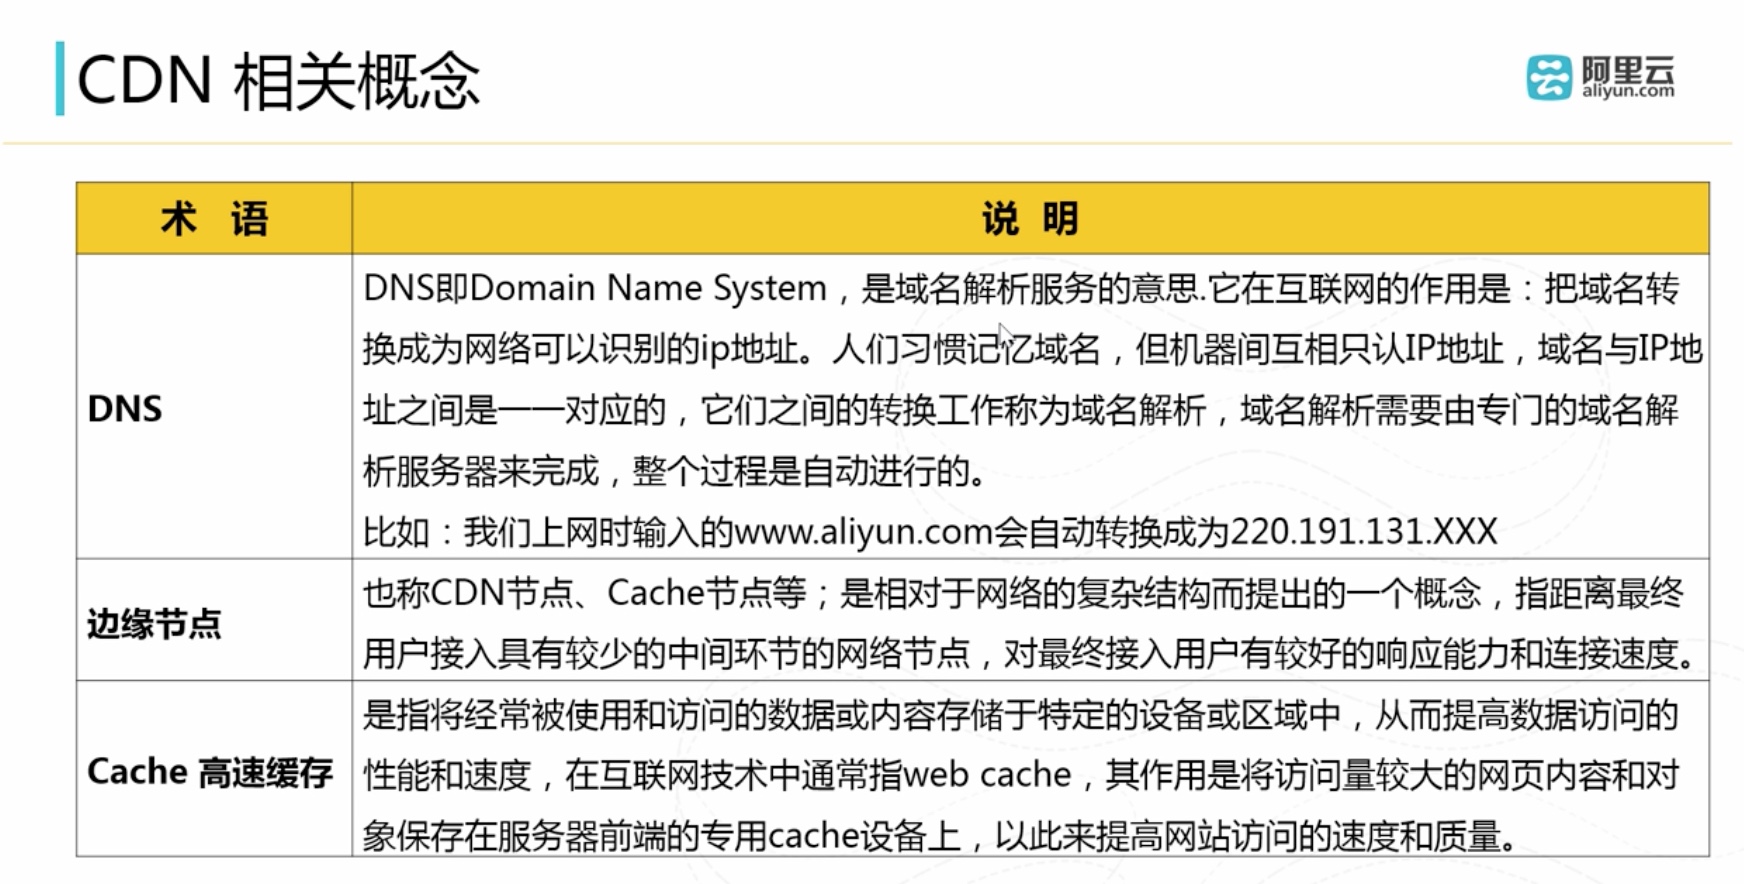 CDN 相关概念
阿里云
aliyun.com
术 语
说 明
DNS
DNS即Domain Name System，是域名解析服务的意思.它在互联网的作用是：把域名转
换成为网络可以识别的ip地址。人们习惯记忆域名，但机器间互相只认IP地址，域名与IP地
址之间是一一对应的，它们之间的转换工作称为域名解析，域名解析需要由专门的域名解
析服务器来完成，整个过程是自动进行的。
比如：我们上网时输入的www.aliyun.com会自动转换成为220.191.131.XXX
边缘节点
也称CDN节点、Cache节点等；是相对于网络的复杂结构而提出的一个概念，指距离最终
用户接入具有较少的中间环节的网络节点，对最终接入用户有较好的响应能力和连接速度。
Cache 高速缓存
是指将经常被使用和访问的数据或内容存储于特定的设备或区域中，从而提高数据访问的
性能和速度，在互联网技术中通常指web cache，其作用是将访问量较大的网页内容和对
象保存在服务器前端的专用cache设备上，以此来提高网站访问的速度和质量。